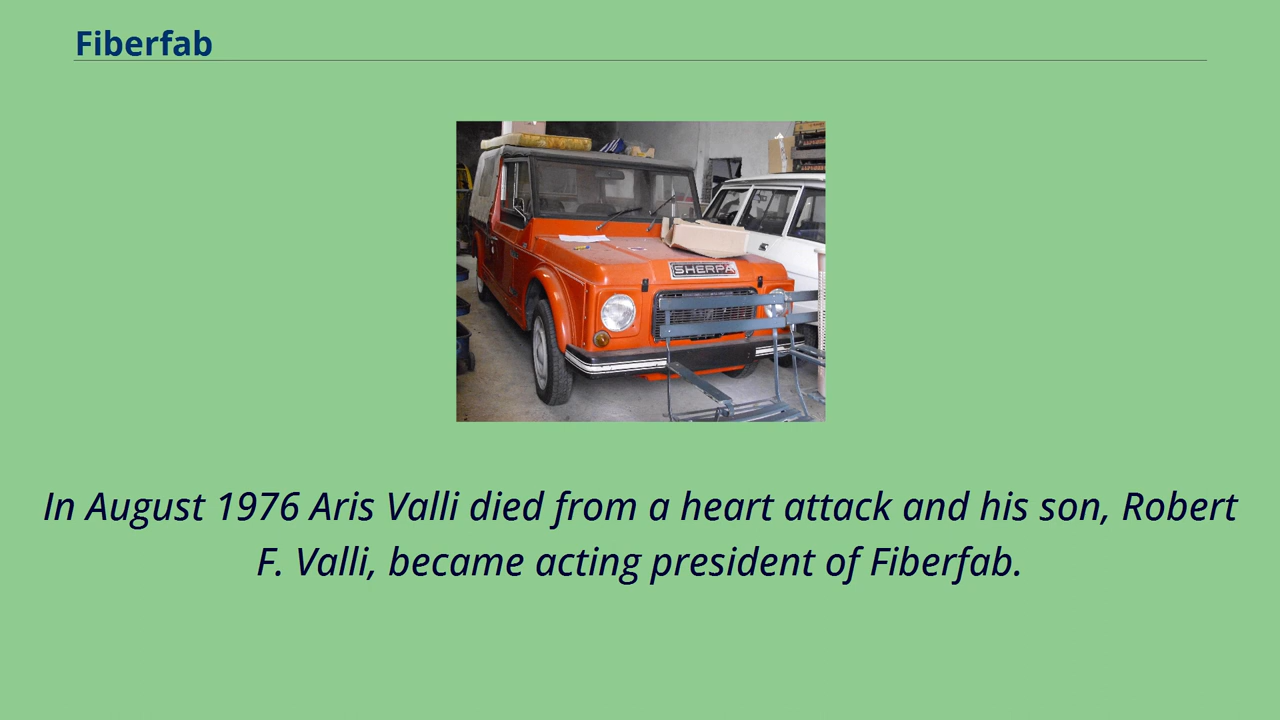 Fiberfab
SHERPA
In August 1976 Aris Valli died from a heart attack and his son, Robert
F. Valli, became acting president of Fiberfab.